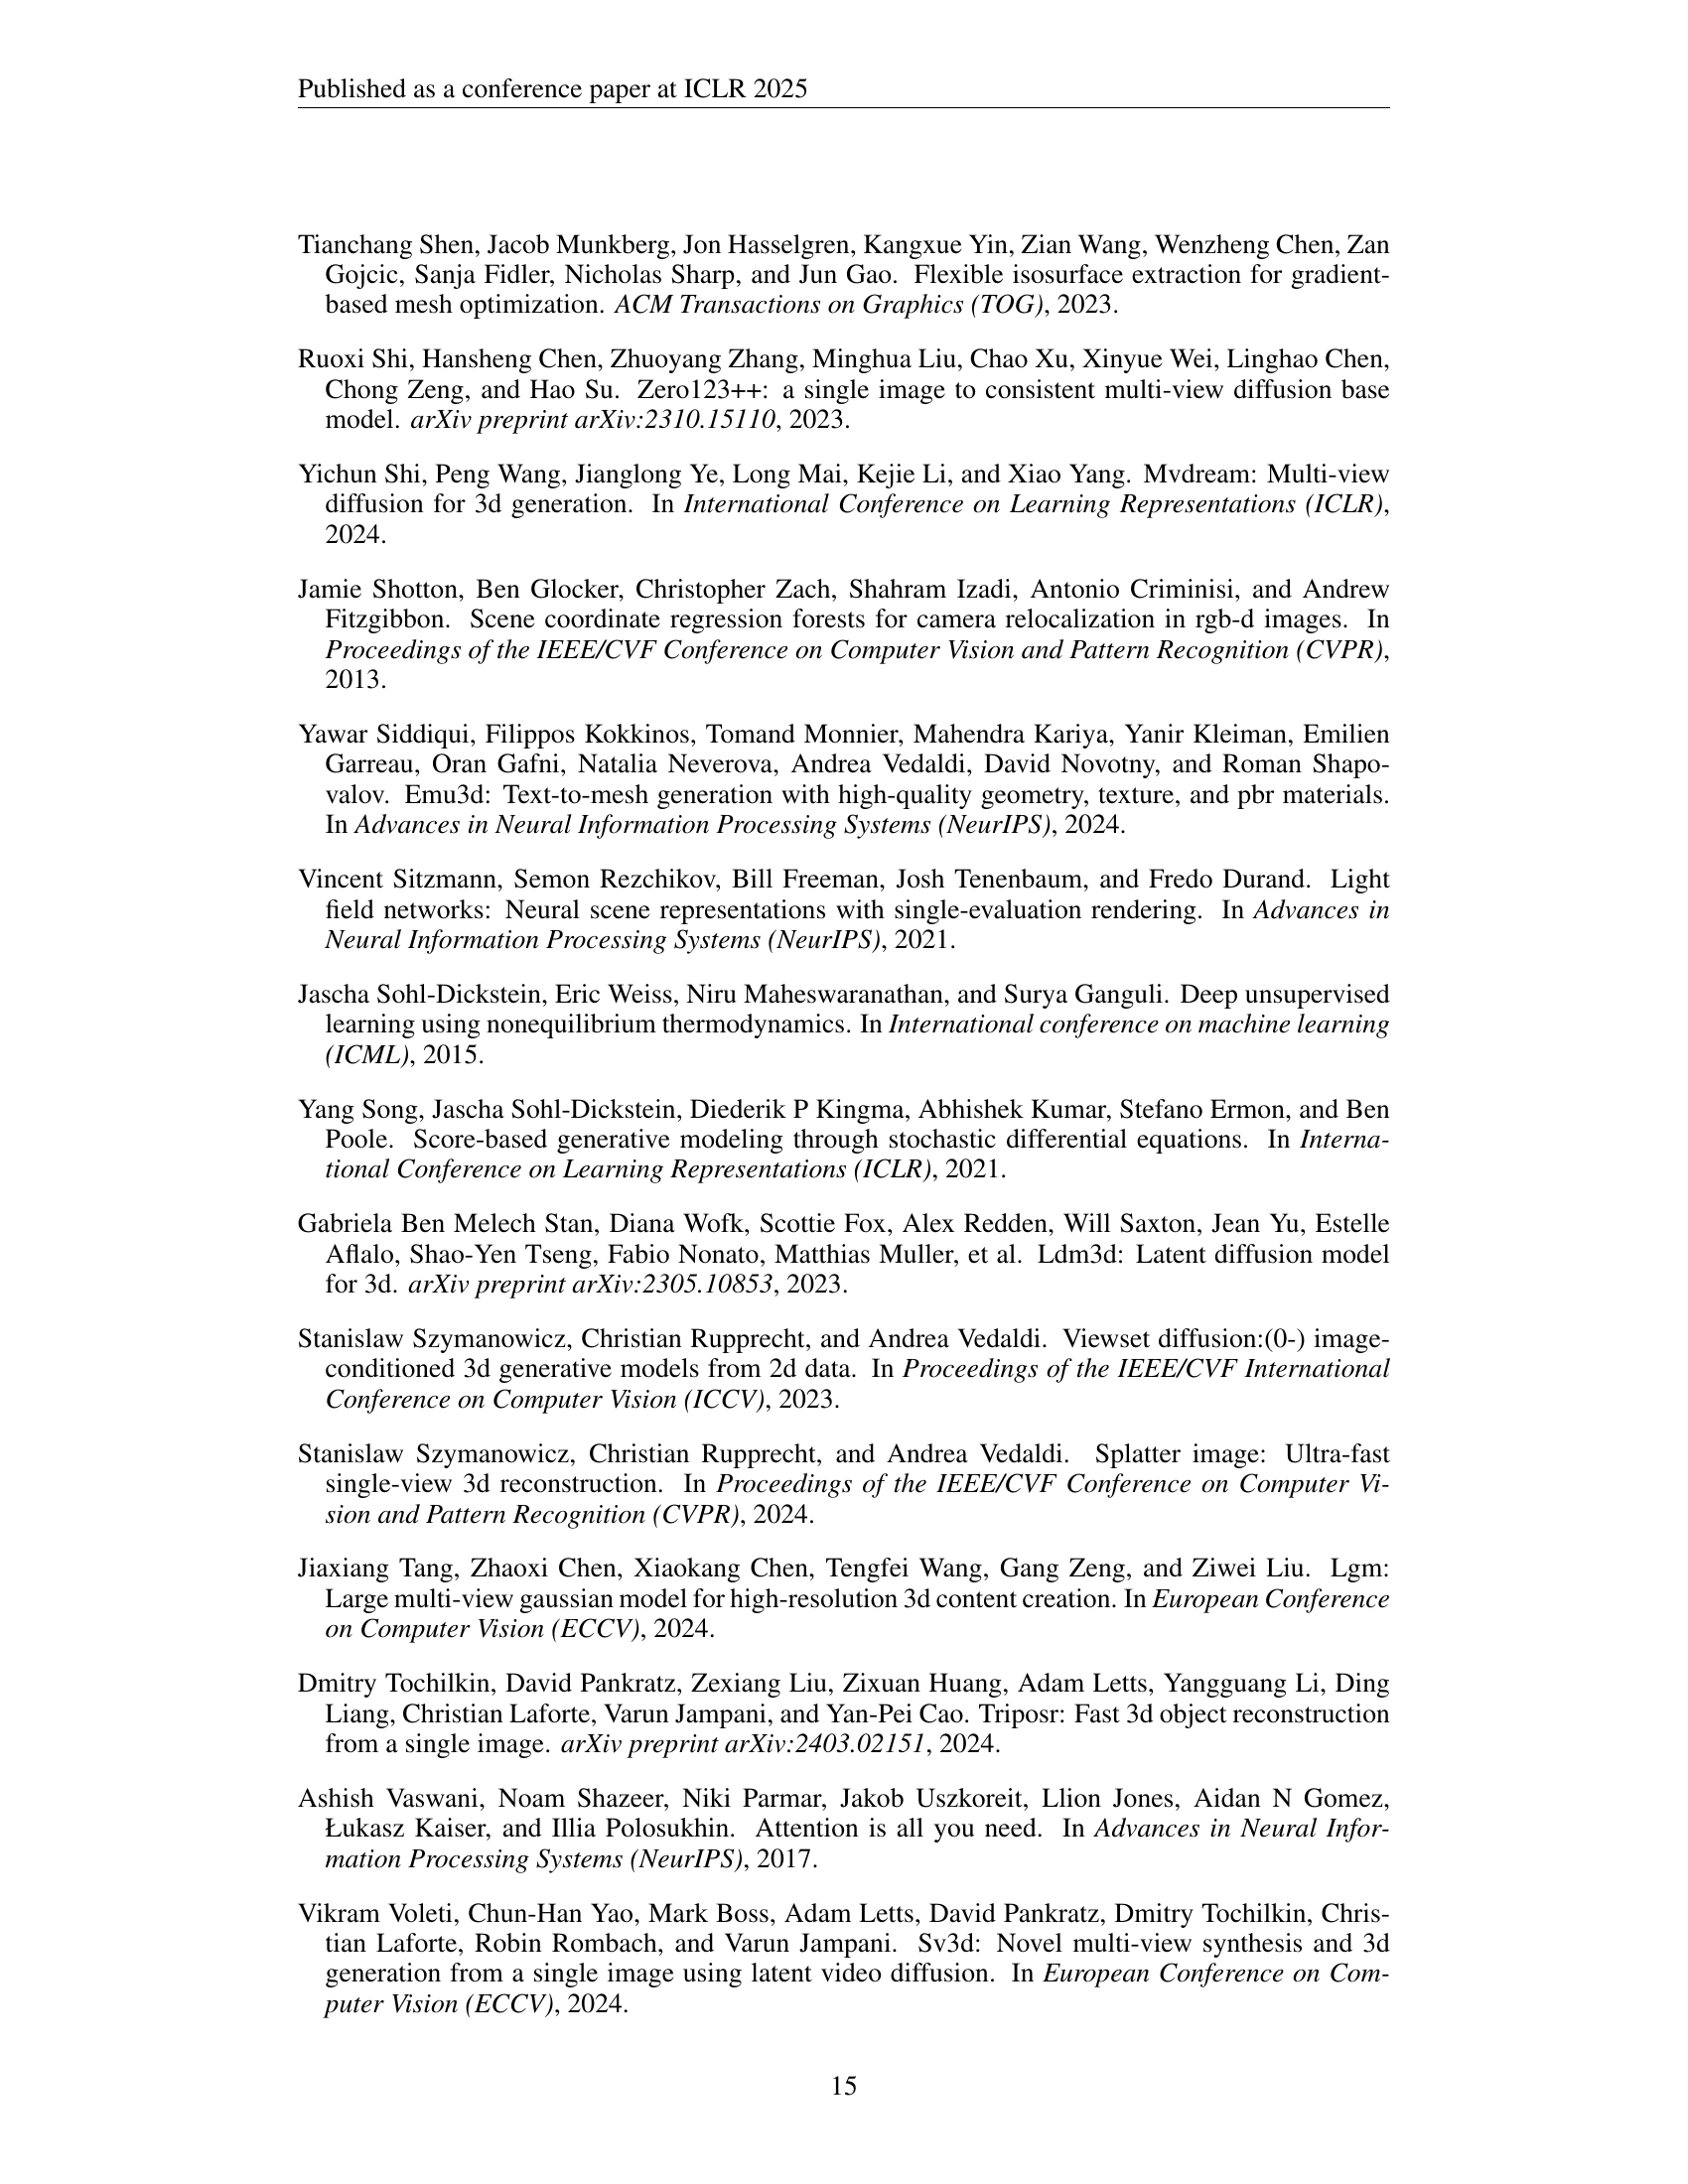 Published as a conference paper at ICLR 2025
Tianchang Shen, Jacob Munkberg, Jon Hasselgren, Kangxue Yin, Zian Wang, Wenzheng Chen, Zan
Gojcic, Sanja Fidler, Nicholas Sharp, and Jun Gao. Flexible isosurface extraction for gradient-
based mesh optimization. ACM Transactions on Graphics (TOG), 2023.
Ruoxi Shi, Hansheng Chen, Zhuoyang Zhang, Minghua Liu, Chao Xu, Xinyue Wei, Linghao Chen,
Chong Zeng, and Hao Su. Zero123++: a single image to consistent multi-view diffusion base
model. arXiv preprint arXiv:2310.15110, 2023.
Yichun Shi, Peng Wang, Jianglong Ye, Long Mai, Kejie Li, and Xiao Yang. Mvdream: Multi-view
diffusion for 3d generation. In International Conference on Learning Representations (ICLR),
2024.
Jamie Shotton, Ben Glocker, Christopher Zach, Shahram Izadi, Antonio Criminisi, and Andrew
Fitzgibbon. Scene coordinate regression forests for camera relocalization in rgb-d images. In
Proceedings of the IEEE/CVF Conference on Computer Vision and Pattern Recognition (CVPR),
2013.
Yawar Siddiqui, Filippos Kokkinos, Tomand Monnier, Mahendra Kariya, Yanir Kleiman, Emilien
Garreau, Oran Gafni, Natalia Neverova, Andrea Vedaldi, David Novotny, and Roman Shapo-
valov. Emu3d: Text-to-mesh generation with high-quality geometry, texture, and pbr materials.
In Advances in Neural Information Processing Systems (NeurIPS), 2024.
Vincent Sitzmann, Semon Rezchikov, Bill Freeman, Josh Tenenbaum, and Fredo Durand. Light
field networks: Neural scene representations with single-evaluation rendering. In Advances in
Neural Information Processing Systems (NeurIPS), 2021.
Jascha Sohl-Dickstein, Eric Weiss, Niru Maheswaranathan, and Surya Ganguli. Deep unsupervised
learning using nonequilibrium thermodynamics. In International conference on machine learning
(ICML), 2015.
Yang Song, Jascha Sohl-Dickstein, Diederik P Kingma, Abhishek Kumar, Stefano Ermon, and Ben
Poole. Score-based generative modeling through stochastic differential equations. In Interna-
tional Conference on Learning Representations (ICLR), 2021.
Gabriela Ben Melech Stan, Diana Wofk, Scottie Fox, Alex Redden, Will Saxton, Jean Yu, Estelle
Aflalo, Shao-Yen Tseng, Fabio Nonato, Matthias Muller, et al. Ldm3d: Latent diffusion model
for 3d. arXiv preprint arXiv:2305.10853, 2023.
Stanislaw Szymanowicz, Christian Rupprecht, and Andrea Vedaldi. Viewset diffusion:(0-) image-
conditioned 3d generative models from 2d data. In Proceedings of the IEEE/CVF International
Conference on Computer Vision (ICCV), 2023.
Stanislaw Szymanowicz, Christian Rupprecht, and Andrea Vedaldi. Splatter image: Ultra-fast
single-view 3d reconstruction. In Proceedings of the IEEE/CVF Conference on Computer Vi-
sion and Pattern Recognition (CVPR), 2024.
Jiaxiang Tang, Zhaoxi Chen, Xiaokang Chen, Tengfei Wang, Gang Zeng, and Ziwei Liu. Lgm:
Large multi-view gaussian model for high-resolution 3d content creation. In European Conference
on Computer Vision (ECCV), 2024.
Dmitry Tochilkin, David Pankratz, Zexiang Liu, Zixuan Huang, Adam Letts, Yangguang Li, Ding
Liang, Christian Laforte, Varun Jampani, and Yan-Pei Cao. Triposr: Fast 3d object reconstruction
from a single image. arXiv preprint arXiv:2403.02151, 2024.
Ashish Vaswani, Noam Shazeer, Niki Parmar, Jakob Uszkoreit, Llion Jones, Aidan N Gomez,
Łukasz Kaiser, and Illia Polosukhin. Attention is all you need. In Advances in Neural Infor-
mation Processing Systems (NeurIPS), 2017.
Vikram Voleti, Chun-Han Yao, Mark Boss, Adam Letts, David Pankratz, Dmitry Tochilkin, Chris-
tian Laforte, Robin Rombach, and Varun Jampani. Sv3d: Novel multi-view synthesis and 3d
generation from a single image using latent video diffusion. In European Conference on Com-
puter Vision (ECCV), 2024.
15